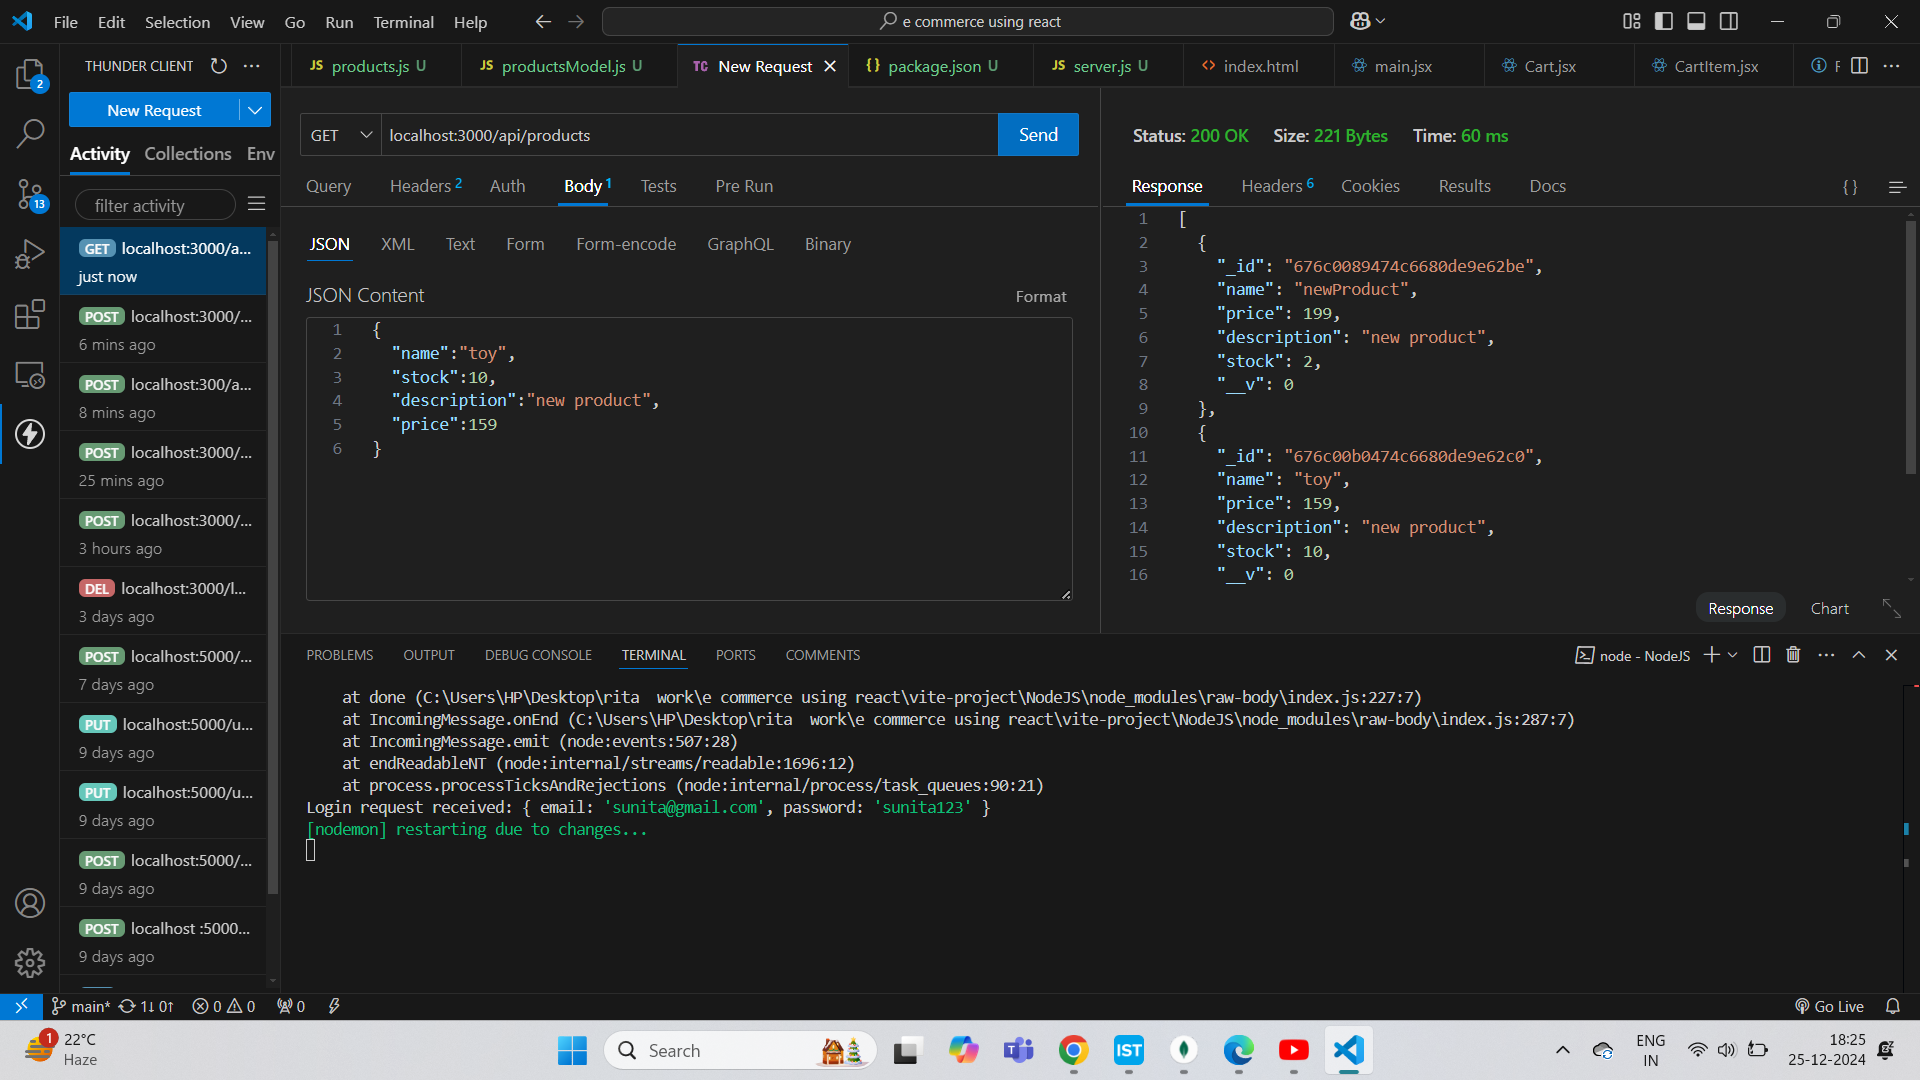 File Edit Selection View Go Run Terminal Help
e commerce using react
2
13
THUNDER CLIENT
New Request
Activity Collections Env
filter activity
GET localhost:3000/a...
just now
POST localhost:3000/...
6 mins ago
POST localhost:300/a...
8 mins ago
POST localhost:3000/...
25 mins ago
POST localhost:3000/...
3 hours ago
DEL localhost:3000/l...
3 days ago
POST localhost:5000/...
7 days ago
PUT localhost:5000/u...
9 days ago
PUT localhost:5000/u...
9 days ago
POST localhost:5000/...
9 days ago
POST localhost :5000...
9 days ago
JS products.js U JS productsModel.js U TC New Request {} package.json U JS server.js U <> index.html main.jsx Cart.jsx CartItem.jsx
GET localhost:3000/api/products Send
Query Headers 2 Auth Body 1 Tests Pre Run
JSON XML Text Form Form-encode GraphQL Binary
JSON Content Format
1 {
2 "name":"toy",
3 "stock":10,
4 "description":"new product",
5 "price":159
6 }
Status: 200 OK Size: 221 Bytes Time: 60 ms
Response Headers 6 Cookies Results Docs {}
1 [
2 {
3 "_id": "676c0089474c6680de9e62be",
4 "name": "newProduct",
5 "price": 199,
6 "description": "new product",
7 "stock": 2,
8 "__v": 0
9 },
10 {
11 "_id": "676c00b0474c6680de9e62c0",
12 "name": "toy",
13 "price": 159,
14 "description": "new product",
15 "stock": 10,
16 "__v": 0
Response Chart
PROBLEMS OUTPUT DEBUG CONSOLE TERMINAL PORTS COMMENTS node - NodeJS
at done (C:\Users\HP\Desktop\rita  work\e commerce using react\vite-project\NodeJS\node_modules\raw-body\index.js:227:7)
at IncomingMessage.onEnd (C:\Users\HP\Desktop\rita  work\e commerce using react\vite-project\NodeJS\node_modules\raw-body\index.js:287:7)
at IncomingMessage.emit (node:events:507:28)
at endReadableNT (node:internal/streams/readable:1696:12)
at process.processTicksAndRejections (node:internal/process/task_queues:90:21)
Login request received: { email: 'sunita@gmail.com', password: 'sunita123' }
[nodemon] restarting due to changes...
main* 1↓ 0↑ 0 0 0 Go Live
1 22°C
Haze
Search
IST
ENG
IN
18:25
25-12-2024